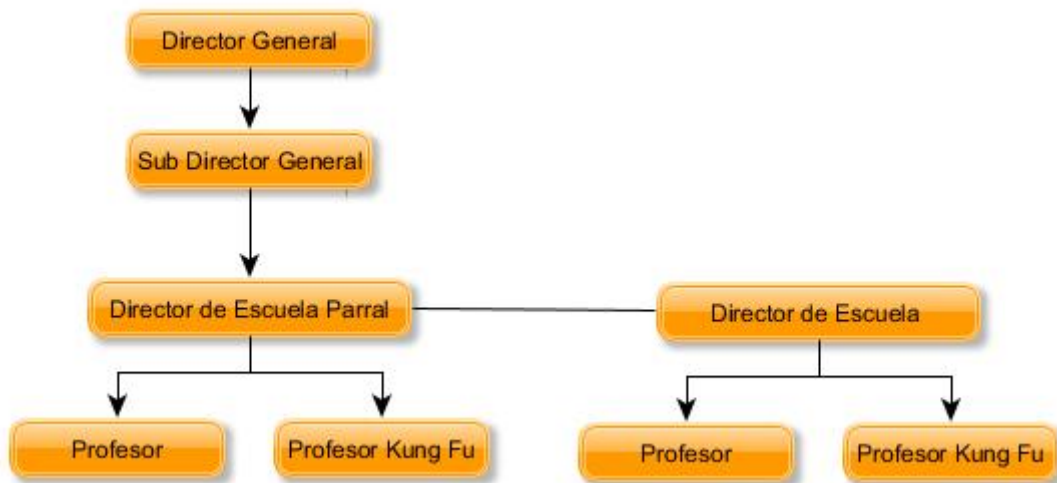 Director General
Sub Director General
Director de Escuela Parral
Director de Escuela
Profesor
Profesor Kung Fu
Profesor
Profesor Kung Fu